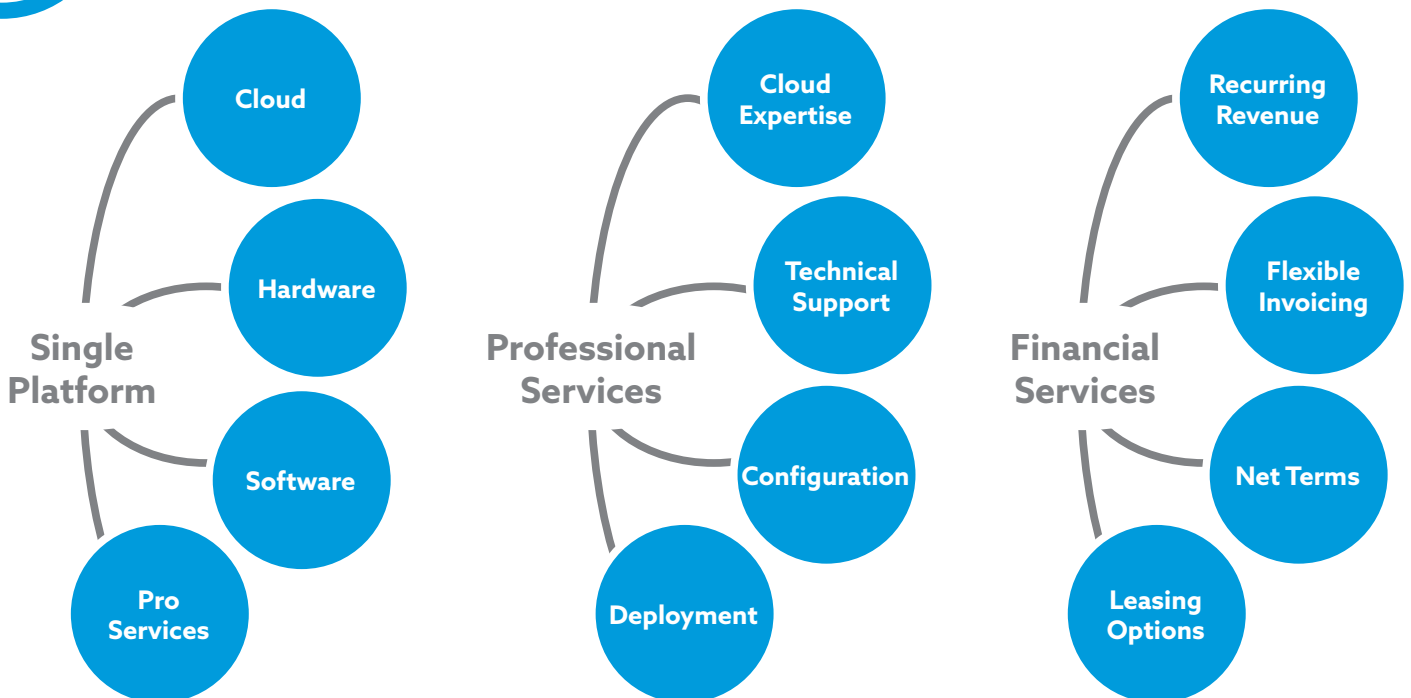 Single
Platform
Cloud
Hardware
Software
Pro
Services
Professional
Services
Cloud
Expertise
Technical
Support
Configuration
Deployment
Financial
Services
Recurring
Revenue
Flexible
Invoicing
Net Terms
Leasing
Options